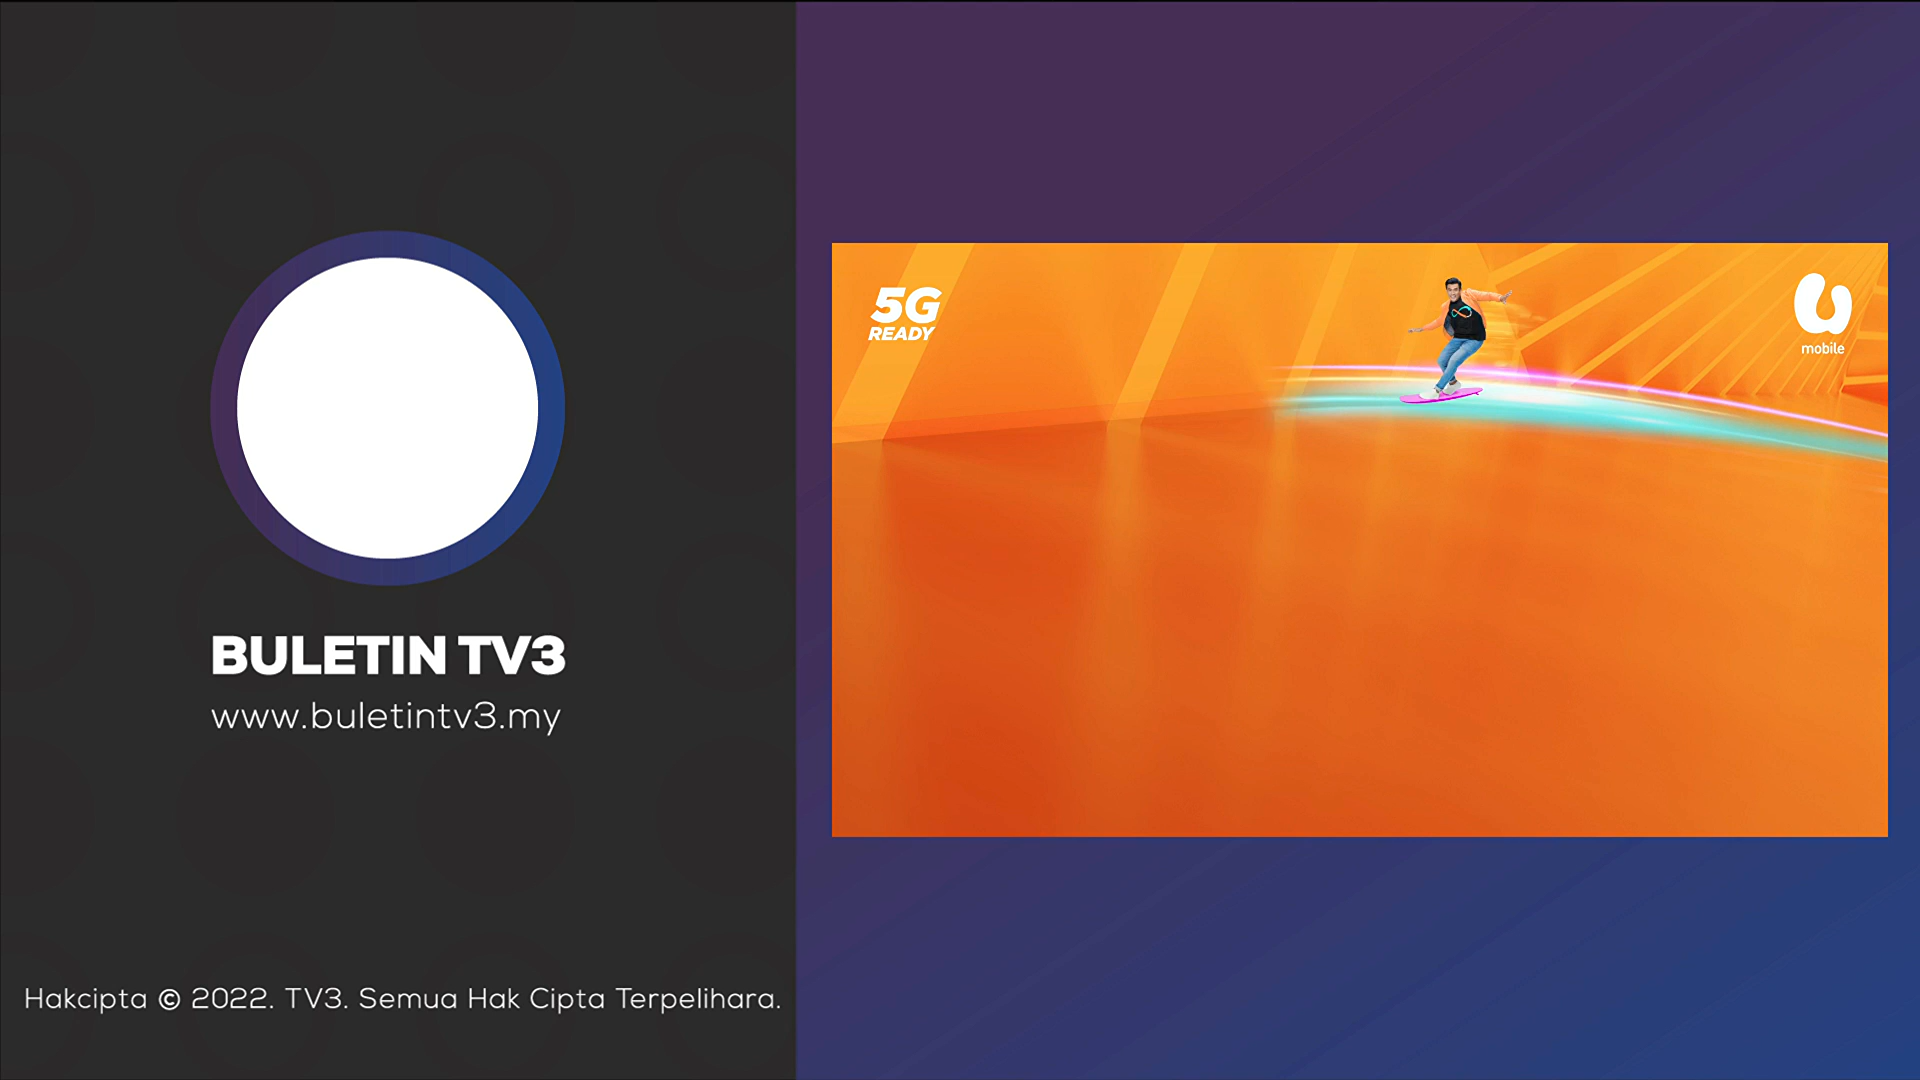 BULETIN TV3
www.buletintv3.my
Hakcipta © 2022. TV3. Semua Hak Cipta Terpelihara.
5G
READY
mobile